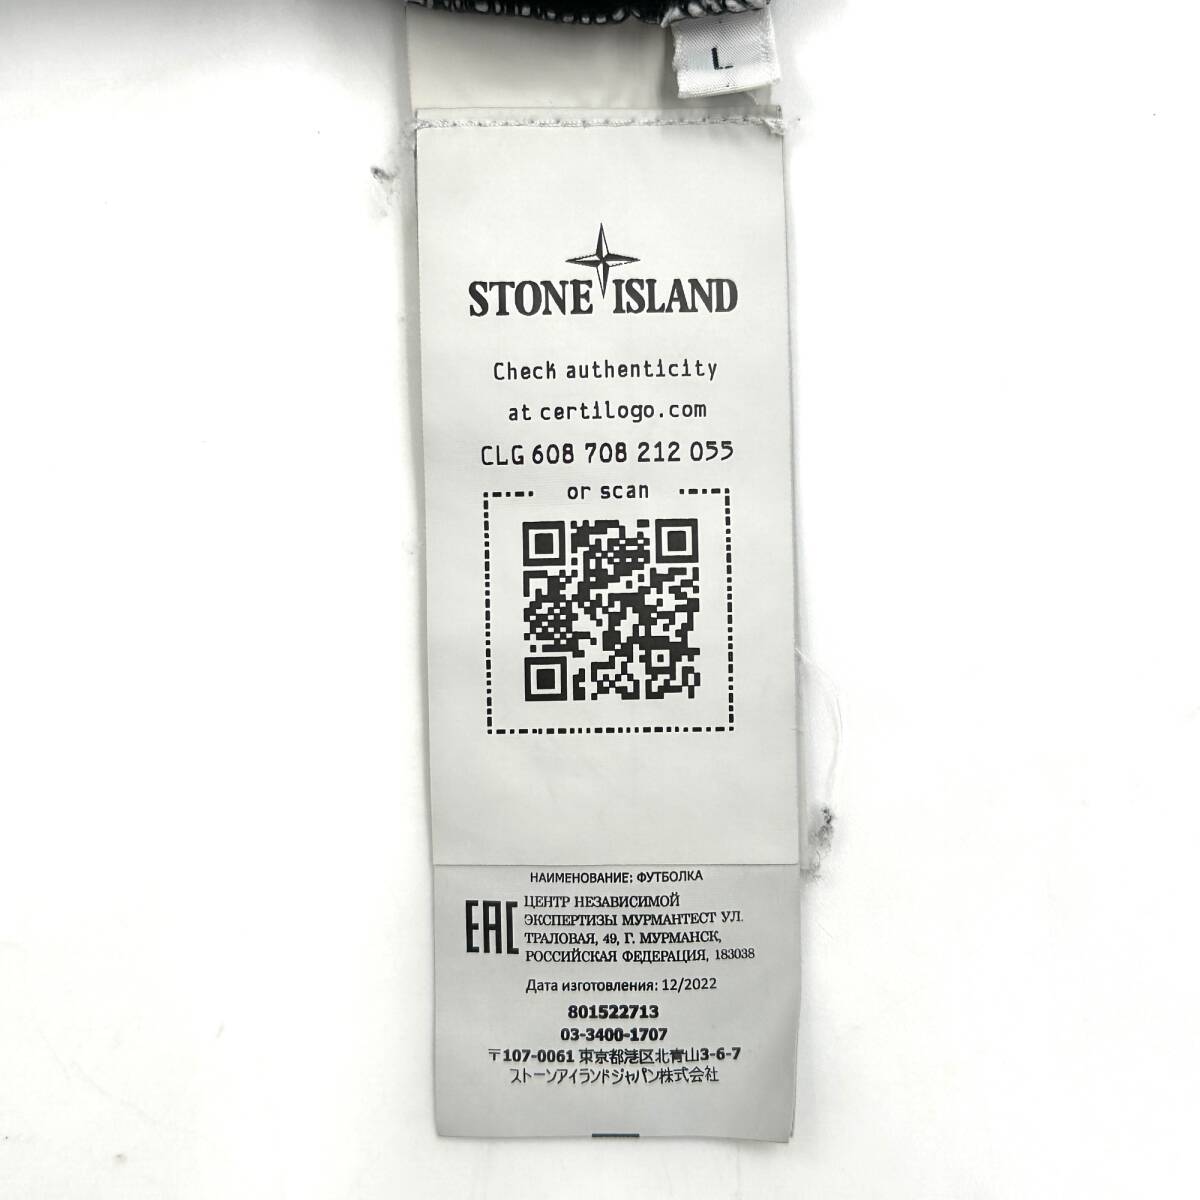 L
STONE ISLAND
Check authenticity
at certilogo.com
CLG 608 708 212 055
or scan
НАИМЕНОВАНИЕ: ФУТБОЛКА
EAC
ЦЕНТР НЕЗАВИСИМОЙ
ЭКСПЕРТИЗЫ МУРМАНТЕСТ УЛ.
ТРАЛОВАЯ, 49, Г. МУРМАНСК,
РОССИЙСКАЯ ФЕДЕРАЦИЯ, 183038
Дата изготовления: 12/2022
801522713
03-3400-1707
〒107-0061 東京都港区北青山3-6-7
ストーンアイランドジャパン株式会社